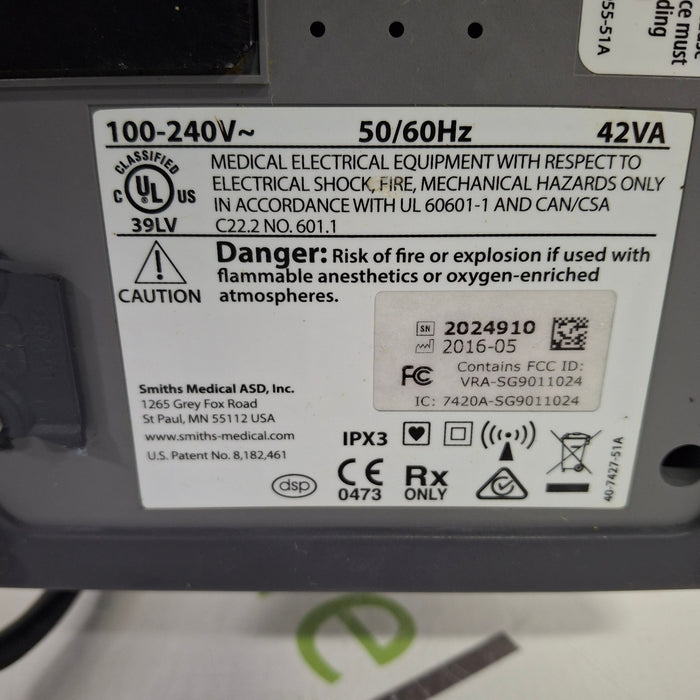 ce must
ding
55-51A
100-240V~ 50/60Hz 42VA
CLASSIFIED
C UL US
39LV
MEDICAL ELECTRICAL EQUIPMENT WITH RESPECT TO
ELECTRICAL SHOCK, FIRE, MECHANICAL HAZARDS ONLY
IN ACCORDANCE WITH UL 60601-1 AND CAN/CSA
C22.2 NO. 601.1
CAUTION
Danger: Risk of fire or explosion if used with
flammable anesthetics or oxygen-enriched
atmospheres.
SN 2024910
2016-05
FC Contains FCC ID:
VRA-SG9011024
IC: 7420A-SG9011024
Smiths Medical ASD, Inc.
1265 Grey Fox Road
St Paul, MN 55112 USA
www.smiths-medical.com
U.S. Patent No. 8,182,461
IPX3
dsp
CE
0473
Rx
ONLY
40-7427-51A
e